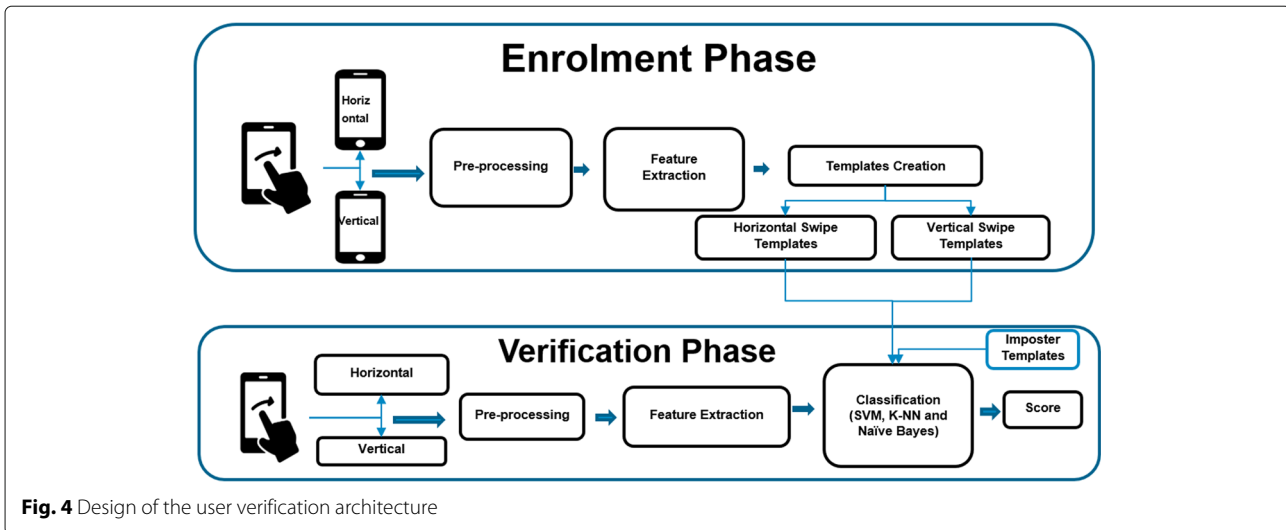 Enrolment Phase
Horiz
ontal
Vertical
Pre-processing
Feature
Extraction
Templates Creation
Horizontal Swipe
Templates
Vertical Swipe
Templates
Verification Phase
Imposter
Templates
Horizontal
Vertical
Pre-processing
Feature Extraction
Classification
(SVM, K-NN and
Naïve Bayes)
Score
Fig. 4 Design of the user verification architecture